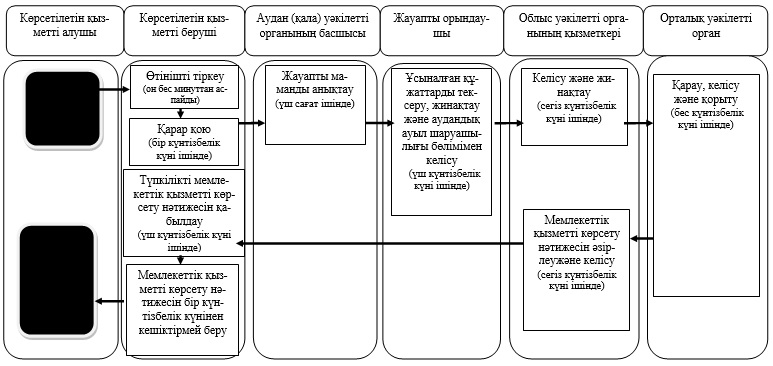 Көрсетілетін қыз-
метті алушы
Көрсетілетін қыз-
метті беруші
Аудан (қала) уәкілетті
органының басшысы
Жауапты орындау-
шы
Облыс уәкілетті орга-
нының қызметкері
Орталық уәкілетті
орган
Өтінішті тіркеу
(он бес минуттан ас-
пайды)
Қарар қою
(бір күнтізбелік
күні ішінде)
Түпкілікті мемле-
кеттік қызметті көр-
сету нәтижесін қа-
былдау
(үш күнтізбелік күні
ішінде)
Мемлекеттік қыз-
метті көрсету нә-
тижесін бір күн-
тізбелік күнінен
кешіктірмей беру
Жауапты ма-
манды анықтау
(үш сағат ішінде)
Ұсыналған құ-
жаттарды тек-
серу, жинақтау
және аудандық
ауыл шаруашы-
лығы бөлімімен
келісу
(үш күнтізбелік
күні ішінде)
Келісу және жи-
нақтау
(сегіз күнтізбелік
күні ішінде)
Мемлекеттік
қызметті көрсету
нәтижесін әзір-
леужәне келісу
(сегіз күнтізбелік
күні ішінде)
Қарау, келісу
және қорыту
(бес күнтізбелік
күні ішінде)